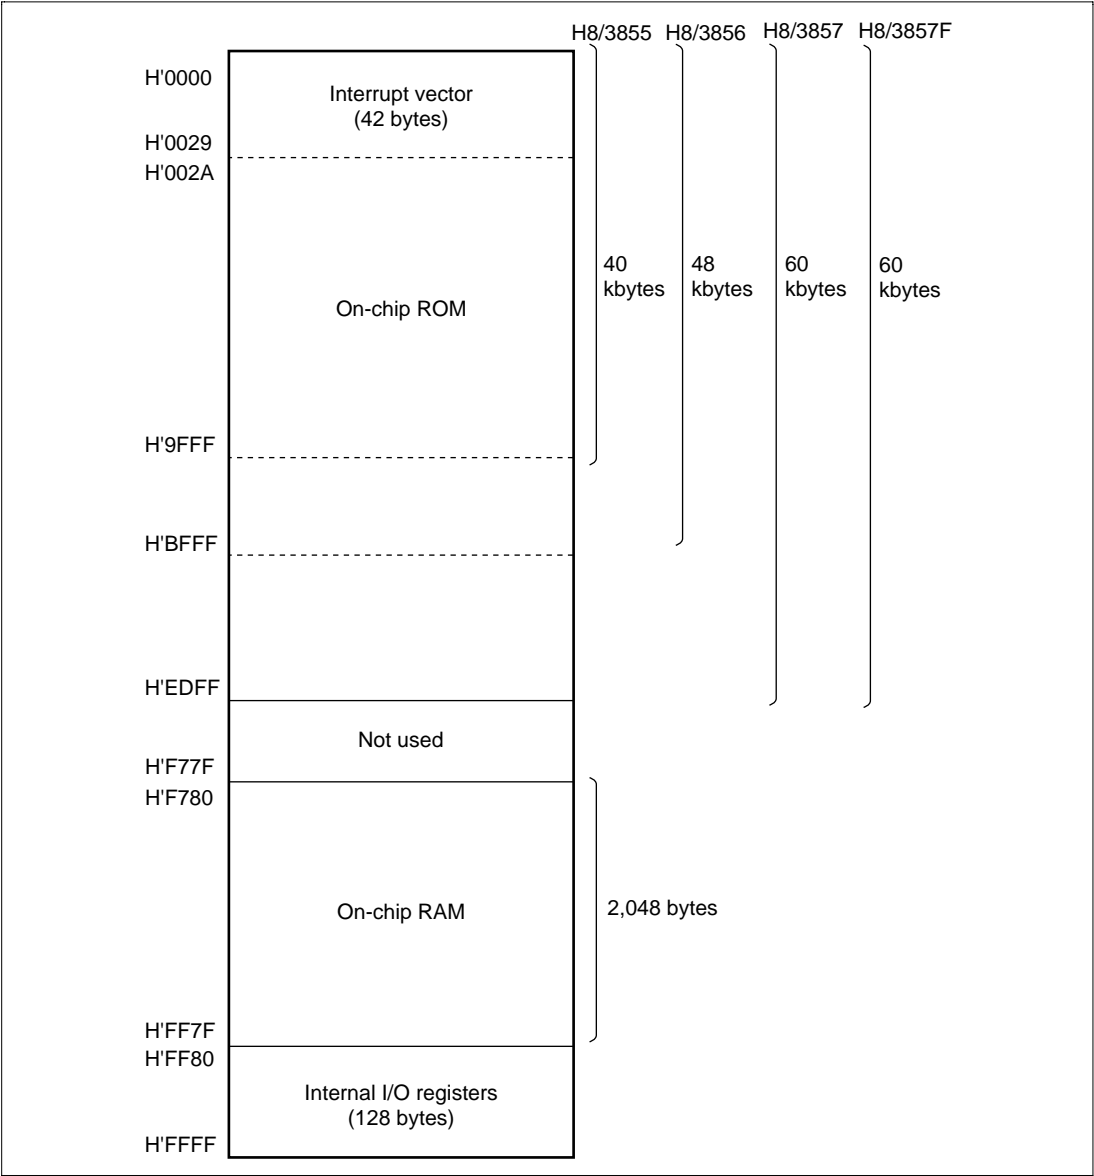 H8/3855 H8/3856 H8/3857 H8/3857F
H'0000
Interrupt vector
(42 bytes)
H'0029
H'002A
40
kbytes
48
kbytes
60
kbytes
60
kbytes
On-chip ROM
H'9FFF
H'BFFF
H'EDFF
Not used
H'F77F
H'F780
On-chip RAM
2,048 bytes
H'FF7F
H'FF80
Internal I/O registers
(128 bytes)
H'FFFF